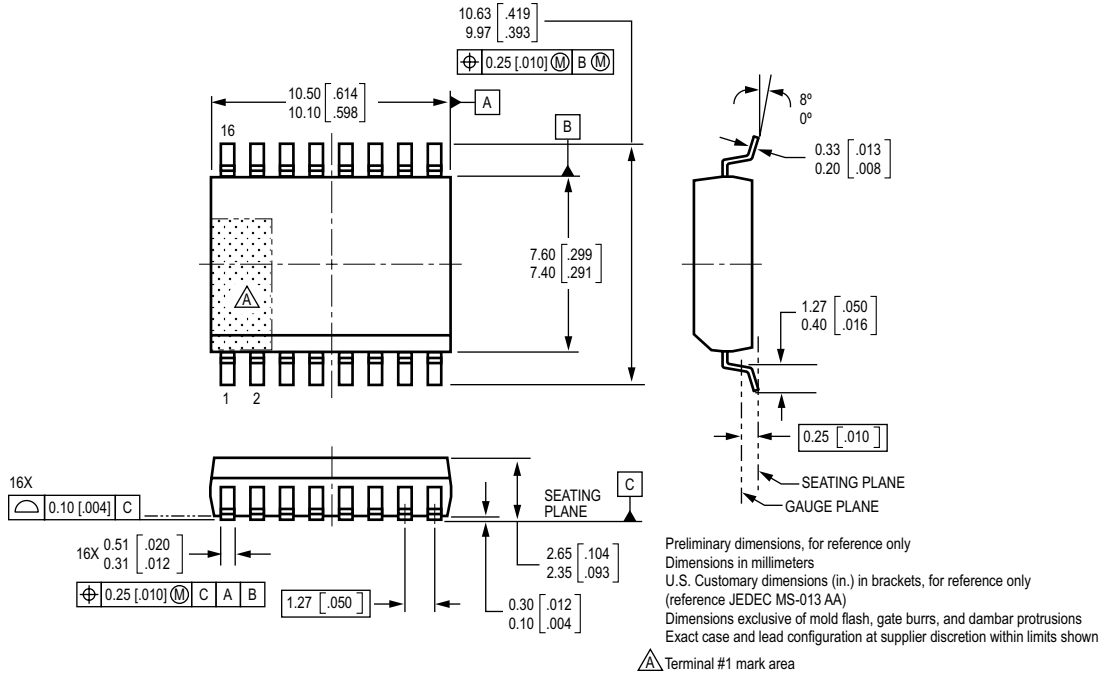 10.63 [.419]
9.97 [.393]
⌖ 0.25 [.010] Ⓜ B Ⓜ
10.50 [.614]
10.10 [.598]
A
16
B
7.60 [.299]
7.40 [.291]
A
1 2
8º
0º
0.33 [.013]
0.20 [.008]
1.27 [.050]
0.40 [.016]
0.25 [.010]
SEATING PLANE
GAUGE PLANE
16X
⌓ 0.10 [.004] C
SEATING
PLANE
C
16X 0.51 [.020]
0.31 [.012]
⌖ 0.25 [.010] Ⓜ C A B
1.27 [.050]
2.65 [.104]
2.35 [.093]
0.30 [.012]
0.10 [.004]
Preliminary dimensions, for reference only
Dimensions in millimeters
U.S. Customary dimensions (in.) in brackets, for reference only
(reference JEDEC MS-013 AA)
Dimensions exclusive of mold flash, gate burrs, and dambar protrusions
Exact case and lead configuration at supplier discretion within limits shown
A Terminal #1 mark area